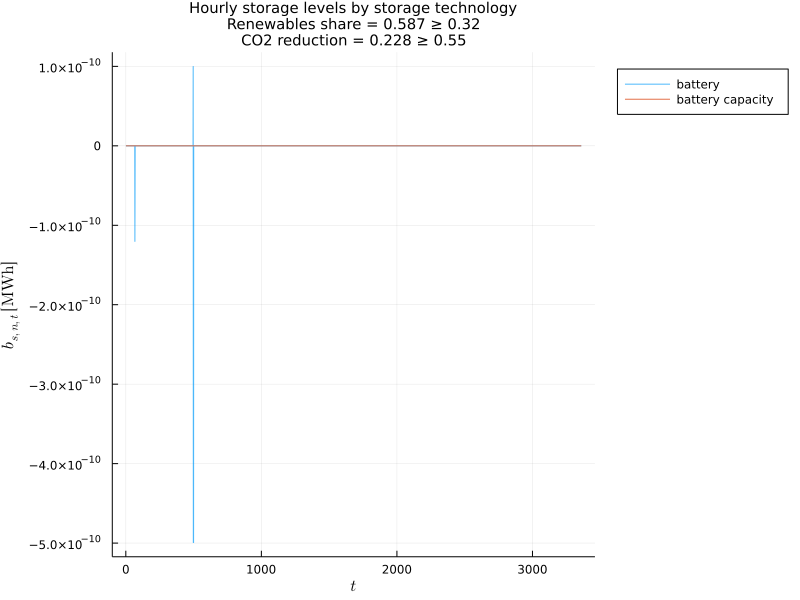 Hourly storage levels by storage technology
Renewables share = 0.587 ≥ 0.32
CO2 reduction = 0.228 ≥ 0.55
battery
battery capacity
1.0×10⁻¹⁰
0
−1.0×10⁻¹⁰
−2.0×10⁻¹⁰
−3.0×10⁻¹⁰
−4.0×10⁻¹⁰
−5.0×10⁻¹⁰
b_{s,n,t} [MWh]
0 1000 2000 3000
t